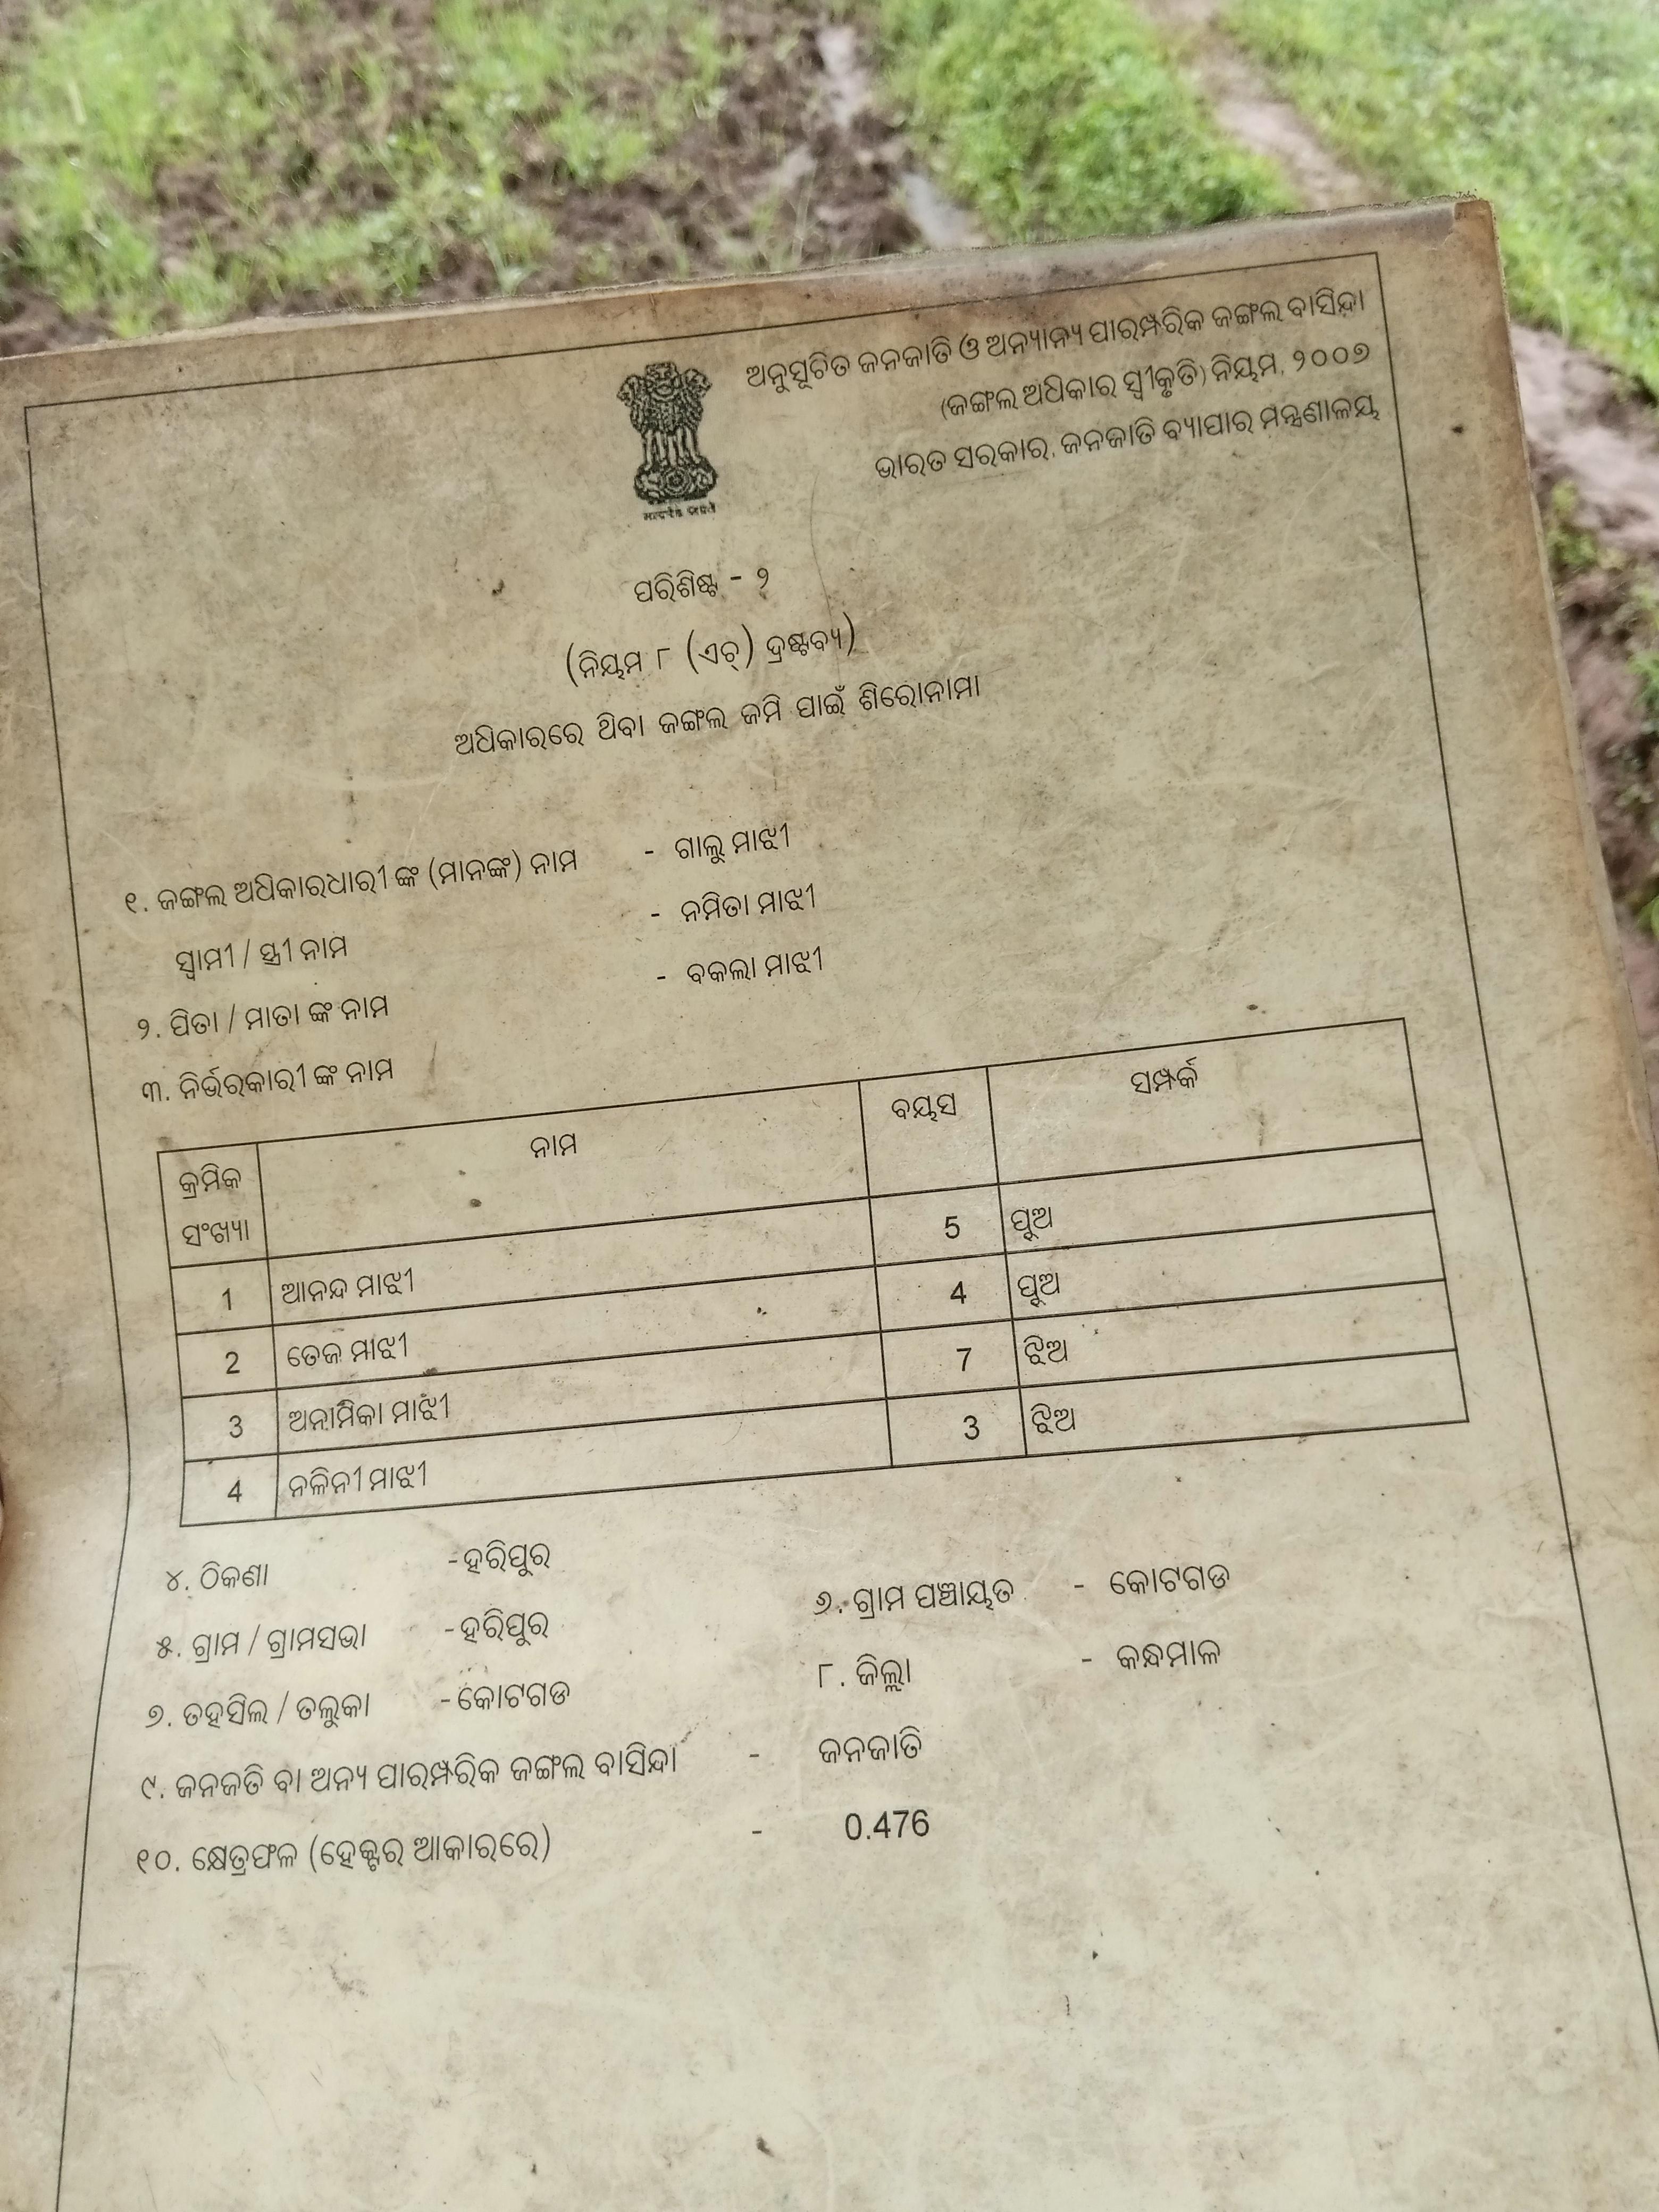 ଅନୁସୂଚିତ ଜନଜାତି ଓ ଅନ୍ୟାନ୍ୟ ପାରମ୍ପରିକ ଜଙ୍ଗଲ ବାସିନ୍ଦା
(ଜଙ୍ଗଲ ଅଧିକାର ସ୍ୱୀକୃତି) ନିୟମ, ୨୦୦୭
ଭାରତ ସରକାର, ଜନଜାତି ବ୍ୟାପାର ମନ୍ତ୍ରଣାଳୟ
सत्यमेव जयते
ପରିଶିଷ୍ଟ - ୨
(ନିୟମ ୮ (ଏଚ୍) ଦ୍ରଷ୍ଟବ୍ୟ)
ଅଧିକାରରେ ଥିବା ଜଙ୍ଗଲ ଜମି ପାଇଁ ଶିରୋନାମା
୧. ଜଙ୍ଗଲ ଅଧିକାରଧାରୀ ଙ୍କ (ମାନଙ୍କ) ନାମ - ଗାଲୁ ମାଝୀ
ସ୍ୱାମୀ / ସ୍ତ୍ରୀ ନାମ - ନମିତା ମାଝୀ
୨. ପିତା / ମାତା ଙ୍କ ନାମ - ବକଲା ମାଝୀ
୩. ନିର୍ଭରକାରୀ ଙ୍କ ନାମ
କ୍ରମିକ ସଂଖ୍ୟା ନାମ ବୟସ ସମ୍ପର୍କ
1 ଆନନ୍ଦ ମାଝୀ 5 ପୁଅ
2 ତେଜ ମାଝୀ 4 ପୁଅ
3 ଅନାମିକା ମାଝୀ 7 ଝିଅ
4 ନଳିନୀ ମାଝୀ 3 ଝିଅ
୪. ଠିକଣା - ହରିପୁର
୫. ଗ୍ରାମ / ଗ୍ରାମସଭା - ହରିପୁର ୬. ଗ୍ରାମ ପଞ୍ଚାୟତ - କୋଟଗଡ
୭. ତହସିଲ / ତଲୁକା - କୋଟଗଡ ୮. ଜିଲ୍ଲା - କନ୍ଧମାଳ
୯. ଜନଜତି ବା ଅନ୍ୟ ପାରମ୍ପରିକ ଜଙ୍ଗଲ ବାସିନ୍ଦା - ଜନଜାତି
୧୦. କ୍ଷେତ୍ରଫଳ (ହେକ୍ଟର ଆକାରରେ) - 0.476